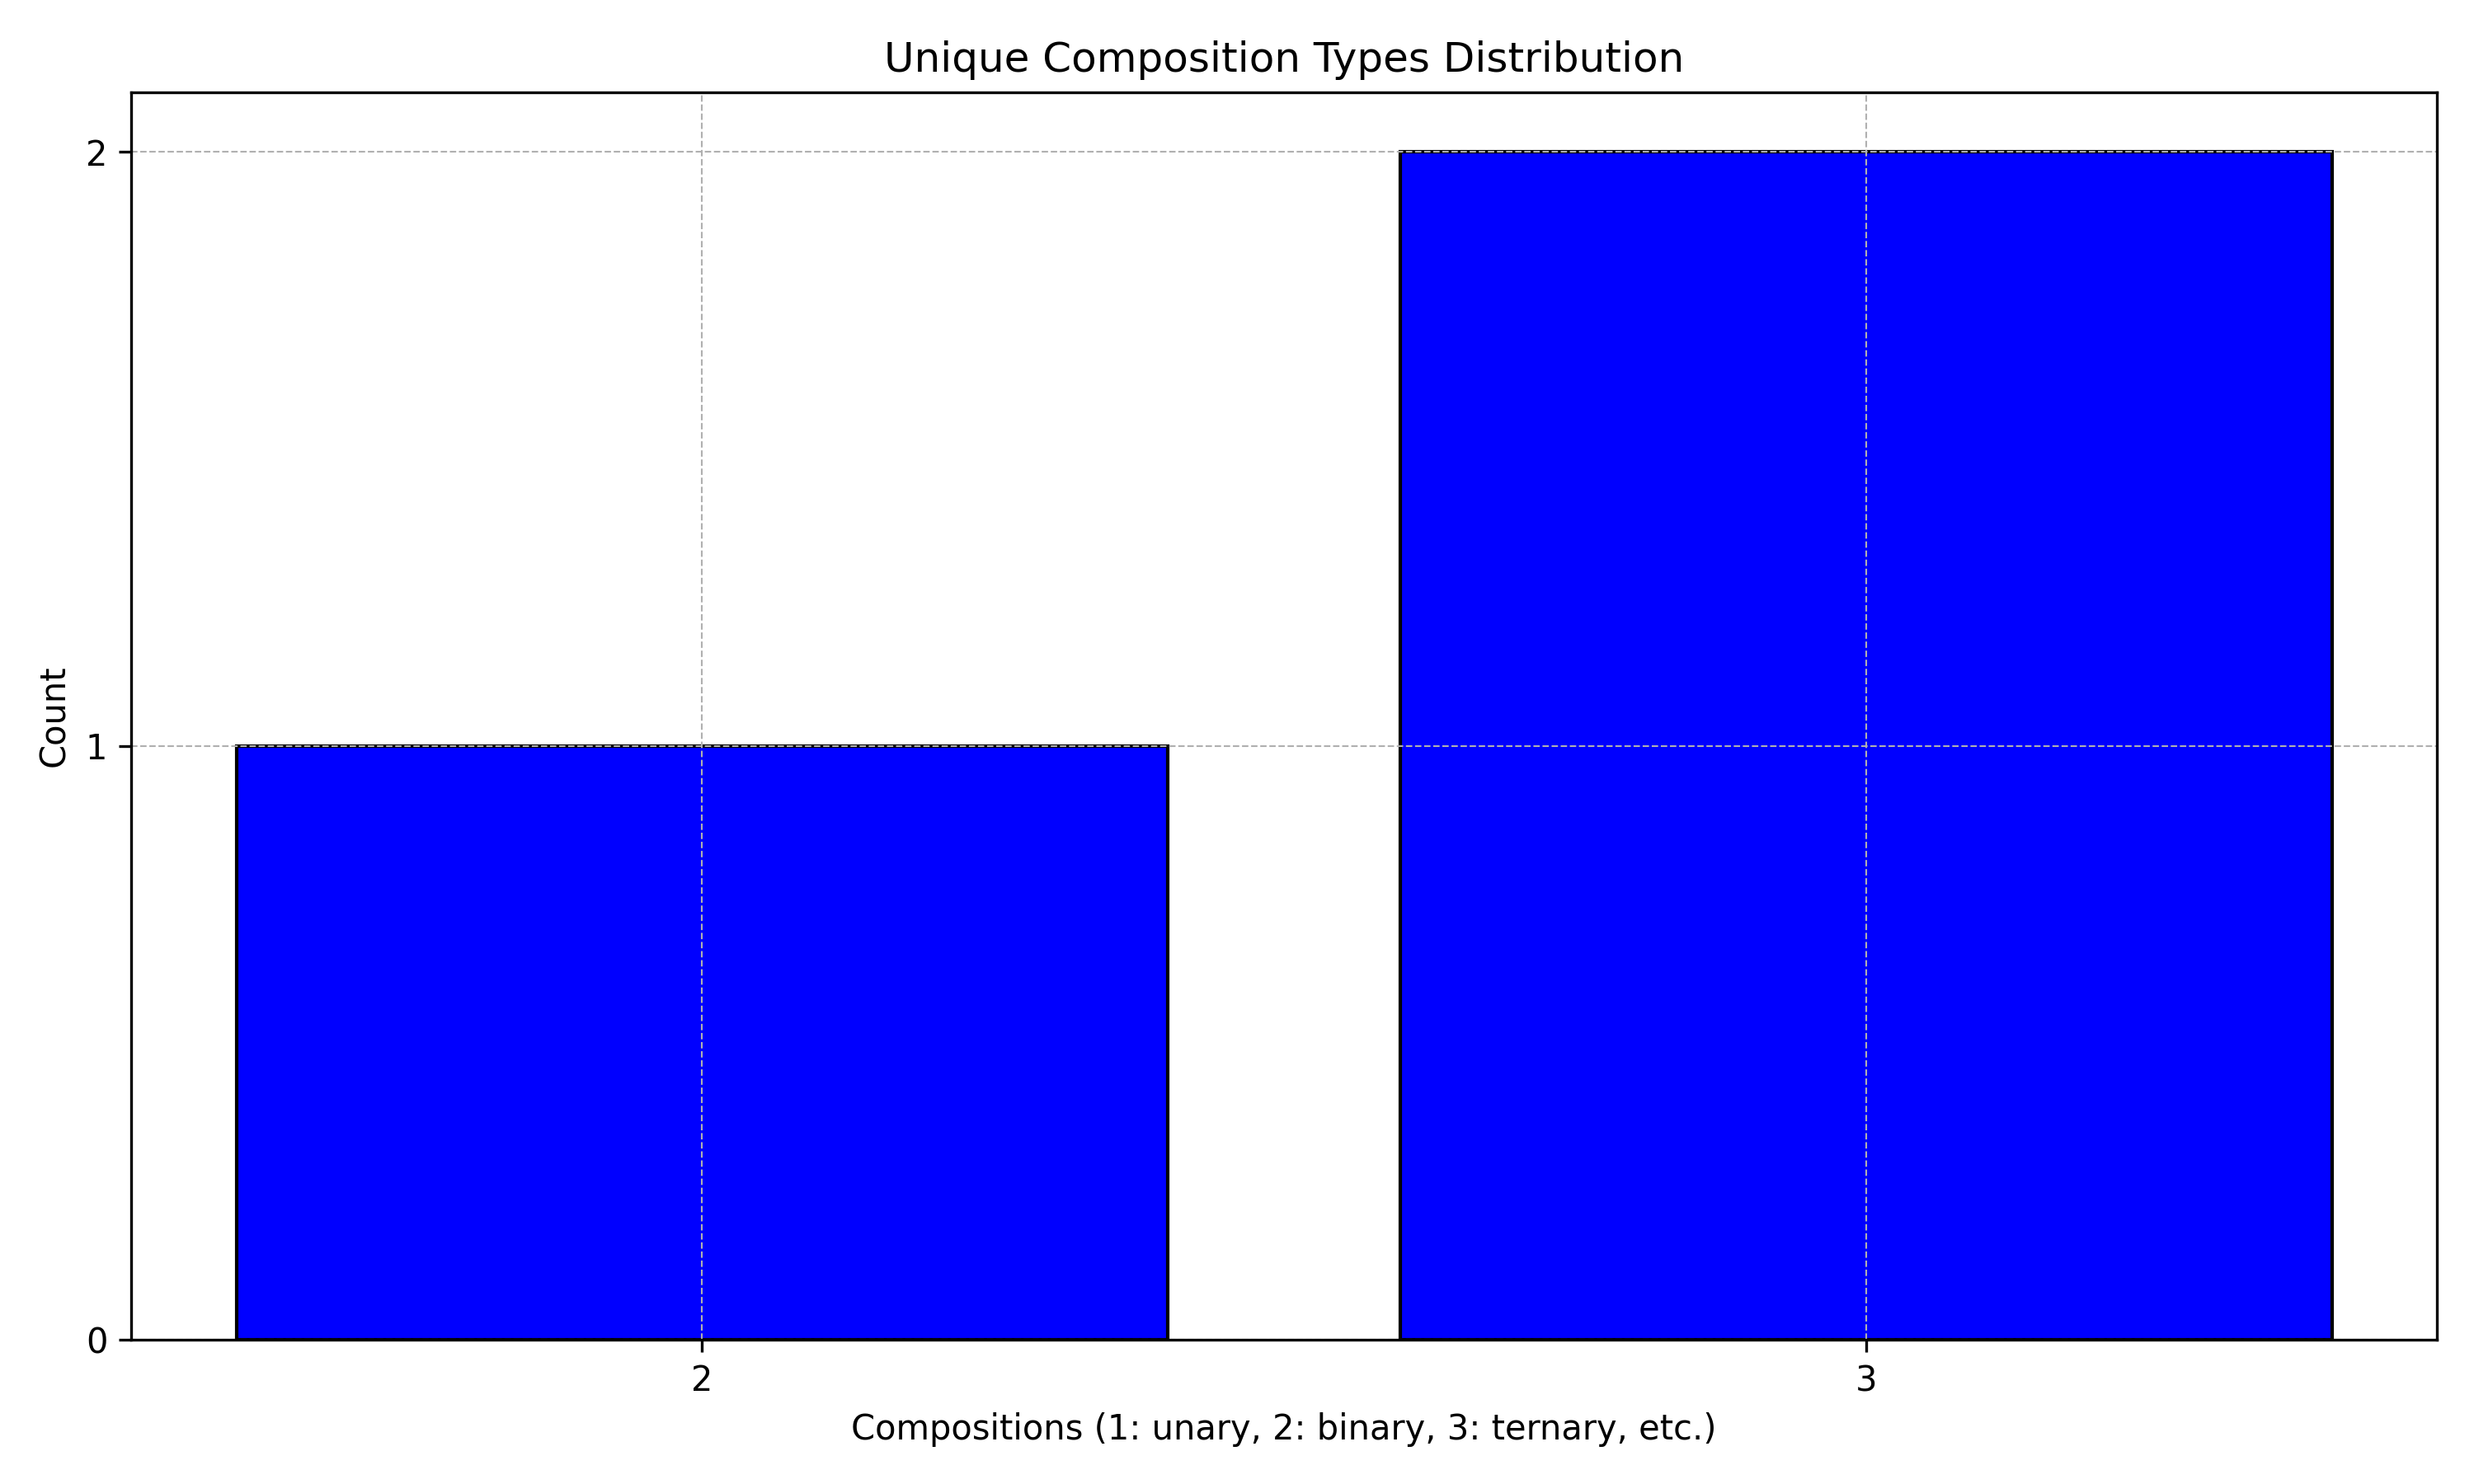 Unique Composition Types Distribution
Count
2
1
0
2
3
Compositions (1: unary, 2: binary, 3: ternary, etc.)